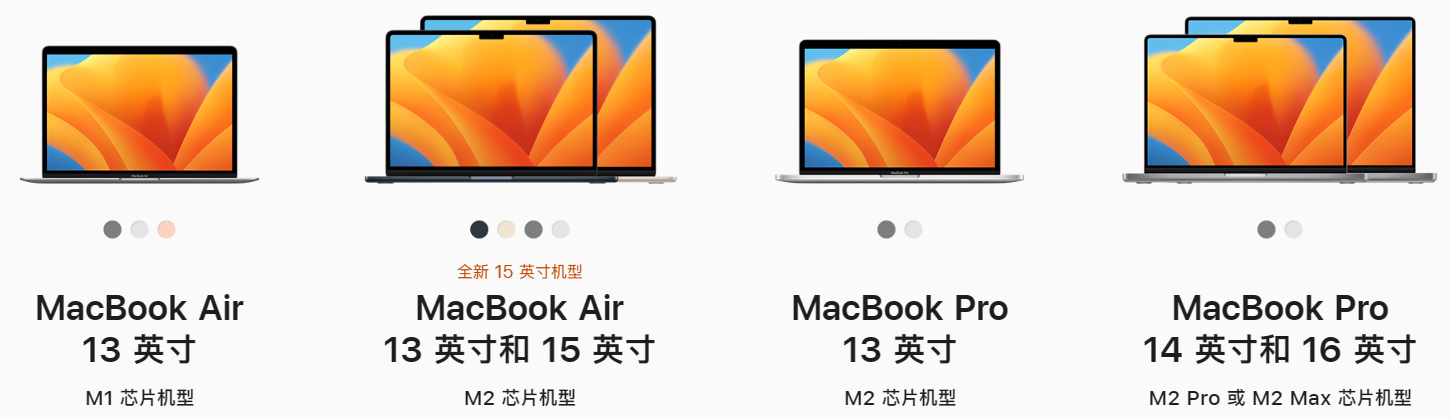 MacBook Air
13 英寸
M1 芯片机型
全新 15 英寸机型
MacBook Air
13 英寸和 15 英寸
M2 芯片机型
MacBook Pro
13 英寸
M2 芯片机型
MacBook Pro
14 英寸和 16 英寸
M2 Pro 或 M2 Max 芯片机型